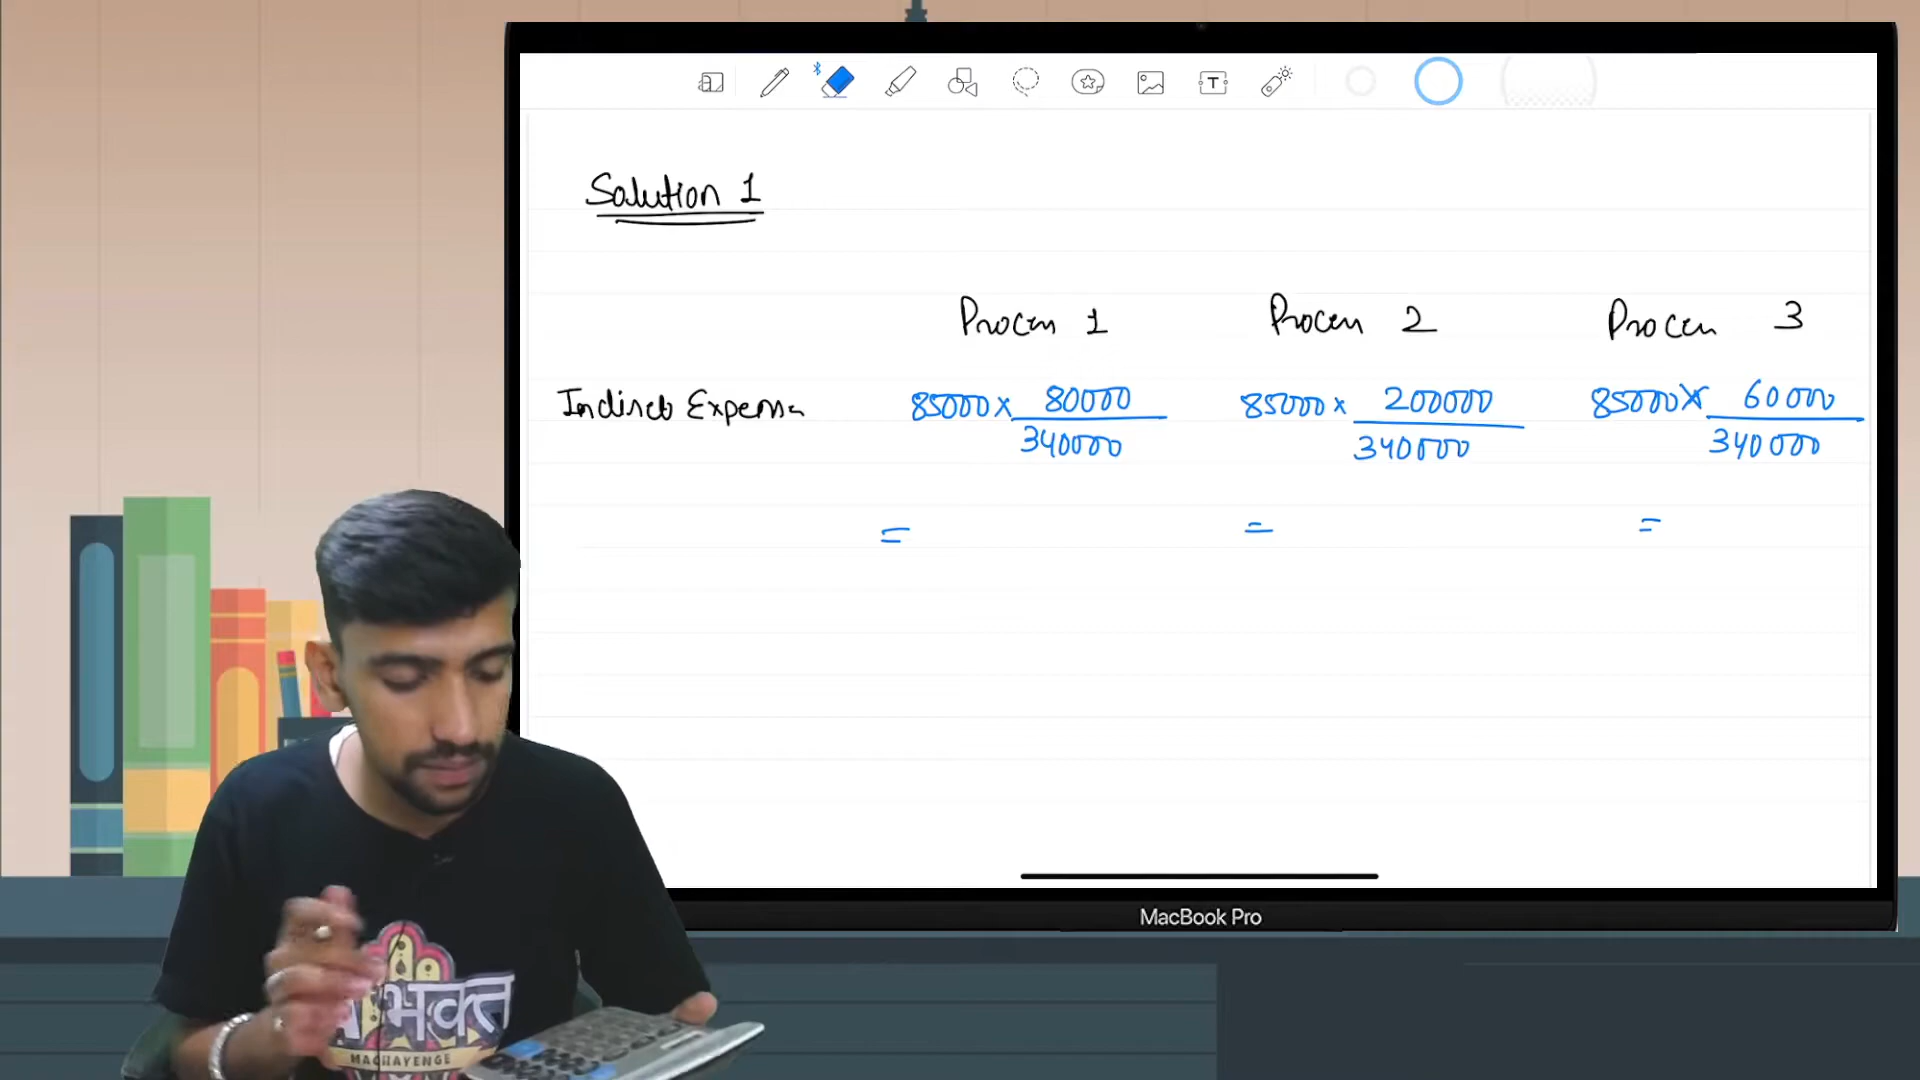 Solution 1
Process 1 Process 2 Process 3
Indirect Expenses 85000 × 80000 / 340000 85000 × 200000 / 340000 85000 × 60000 / 340000
= = =
MacBook Pro
भक्त
MACHAYENGE